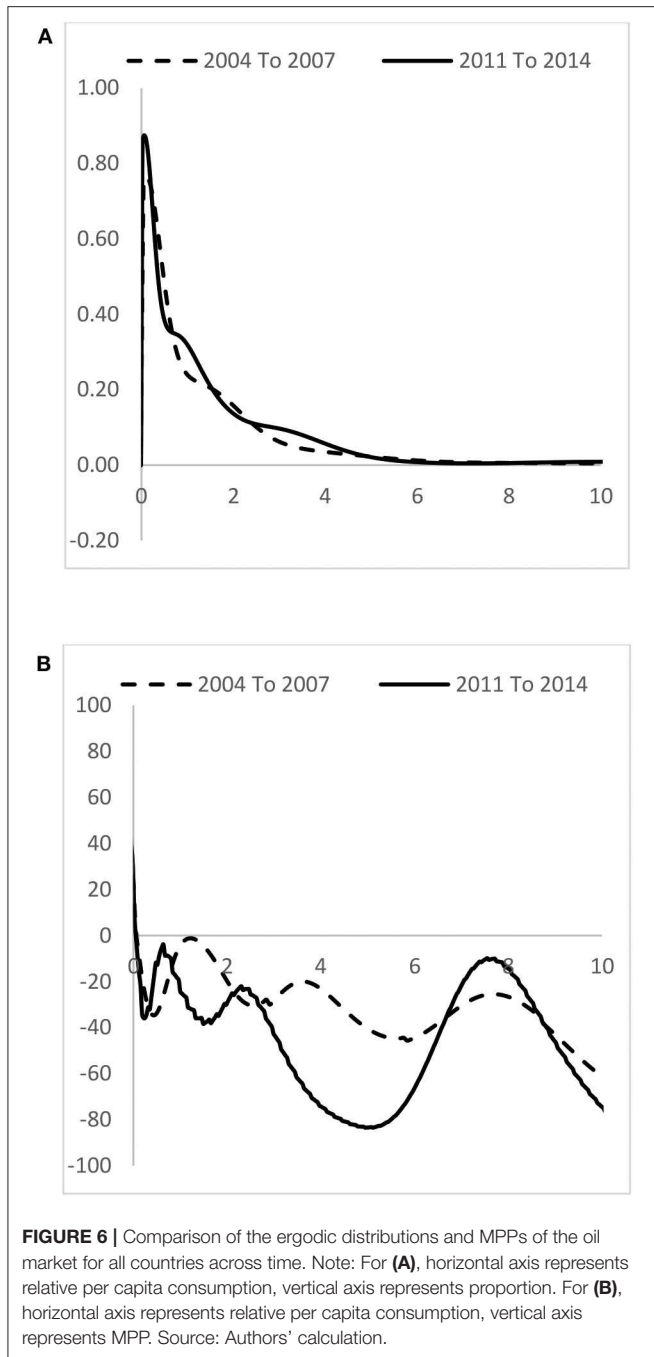 A
2004 To 2007
2011 To 2014
1.00
0.80
0.60
0.40
0.20
0.00
-0.20
0 2 4 6 8 10
B
2004 To 2007
2011 To 2014
100
80
60
40
20
0
-20
-40
-60
-80
-100
0 2 4 6 8 10
FIGURE 6 | Comparison of the ergodic distributions and MPPs of the oil
market for all countries across time. Note: For (A), horizontal axis represents
relative per capita consumption, vertical axis represents proportion. For (B),
horizontal axis represents relative per capita consumption, vertical axis
represents MPP. Source: Authors' calculation.